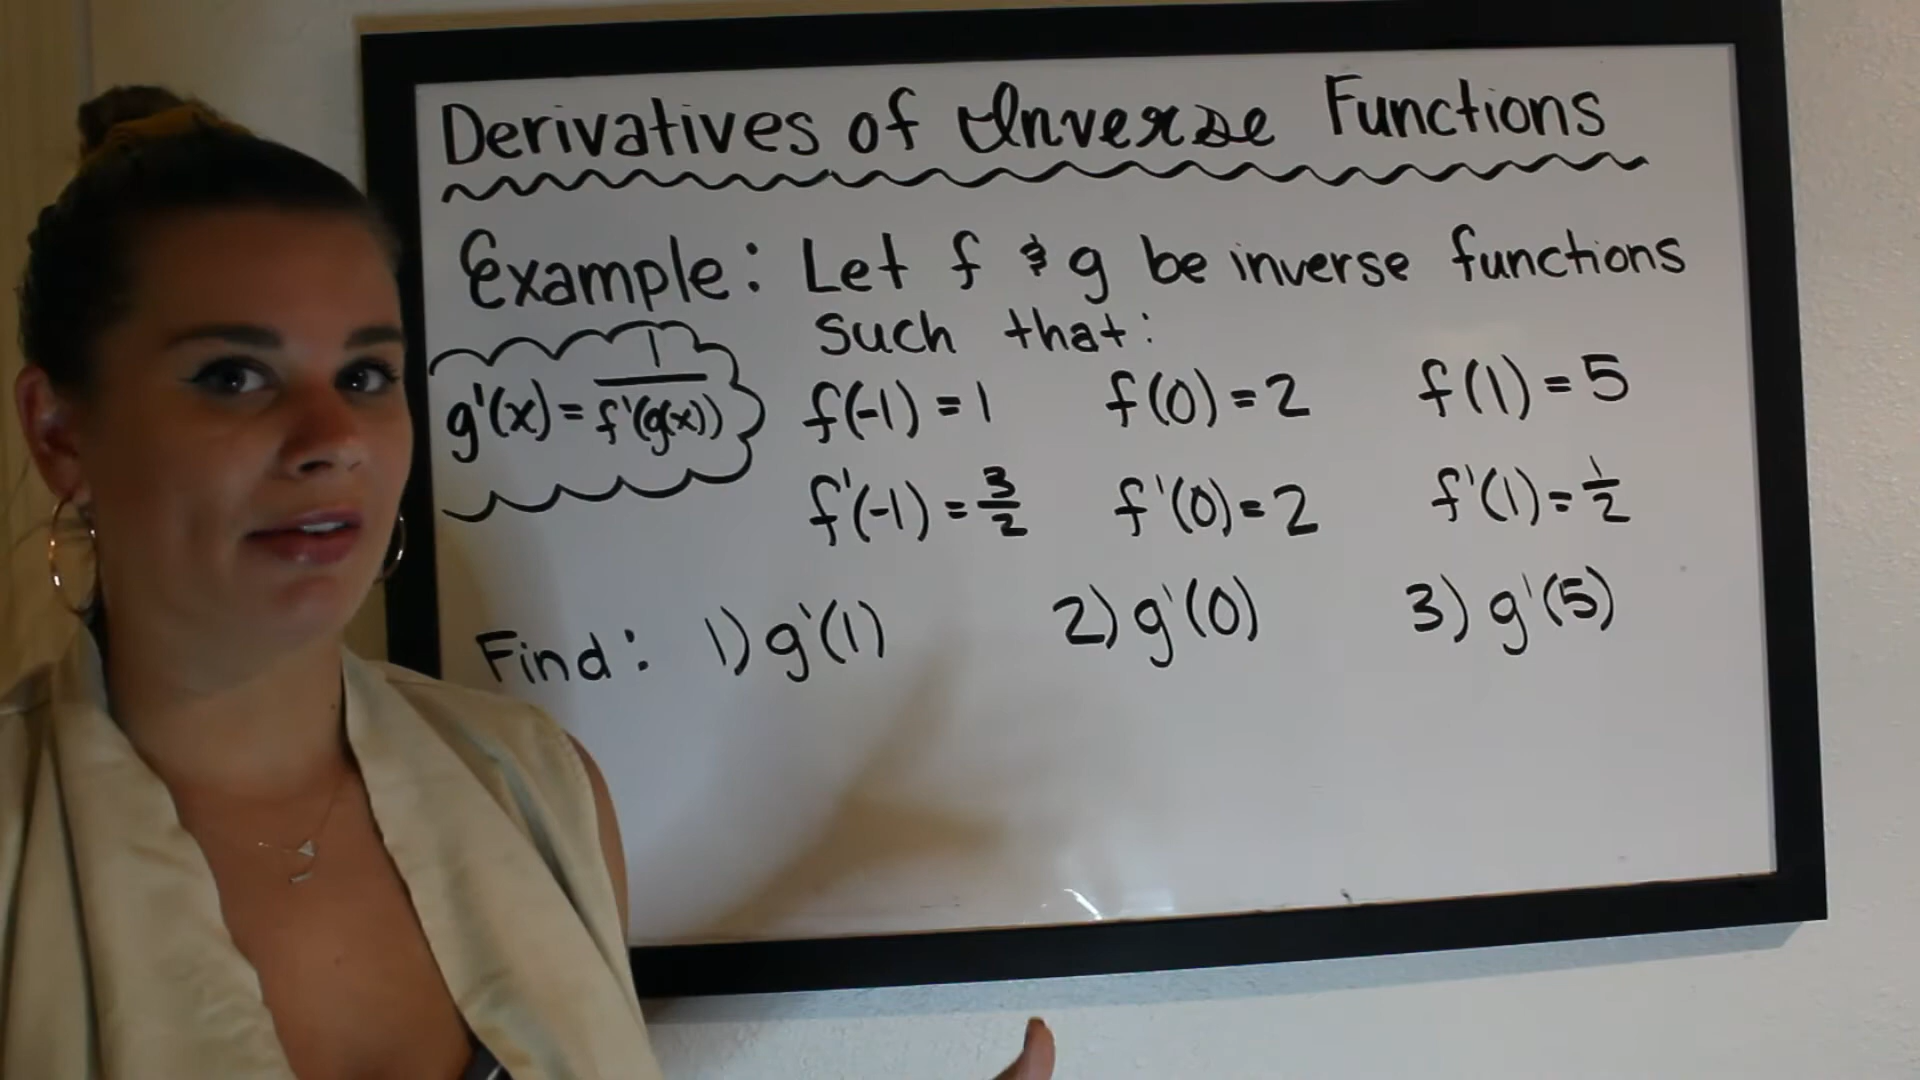 Derivatives of Inverse Functions
Example: Let f & g be inverse functions
such that:
g'(x) = 1/f'(g(x))
f(-1) = 1 f(0) = 2 f(1) = 5
f'(-1) = 3/2 f'(0) = 2 f'(1) = 1/2
Find: 1) g'(1) 2) g'(0) 3) g'(5)